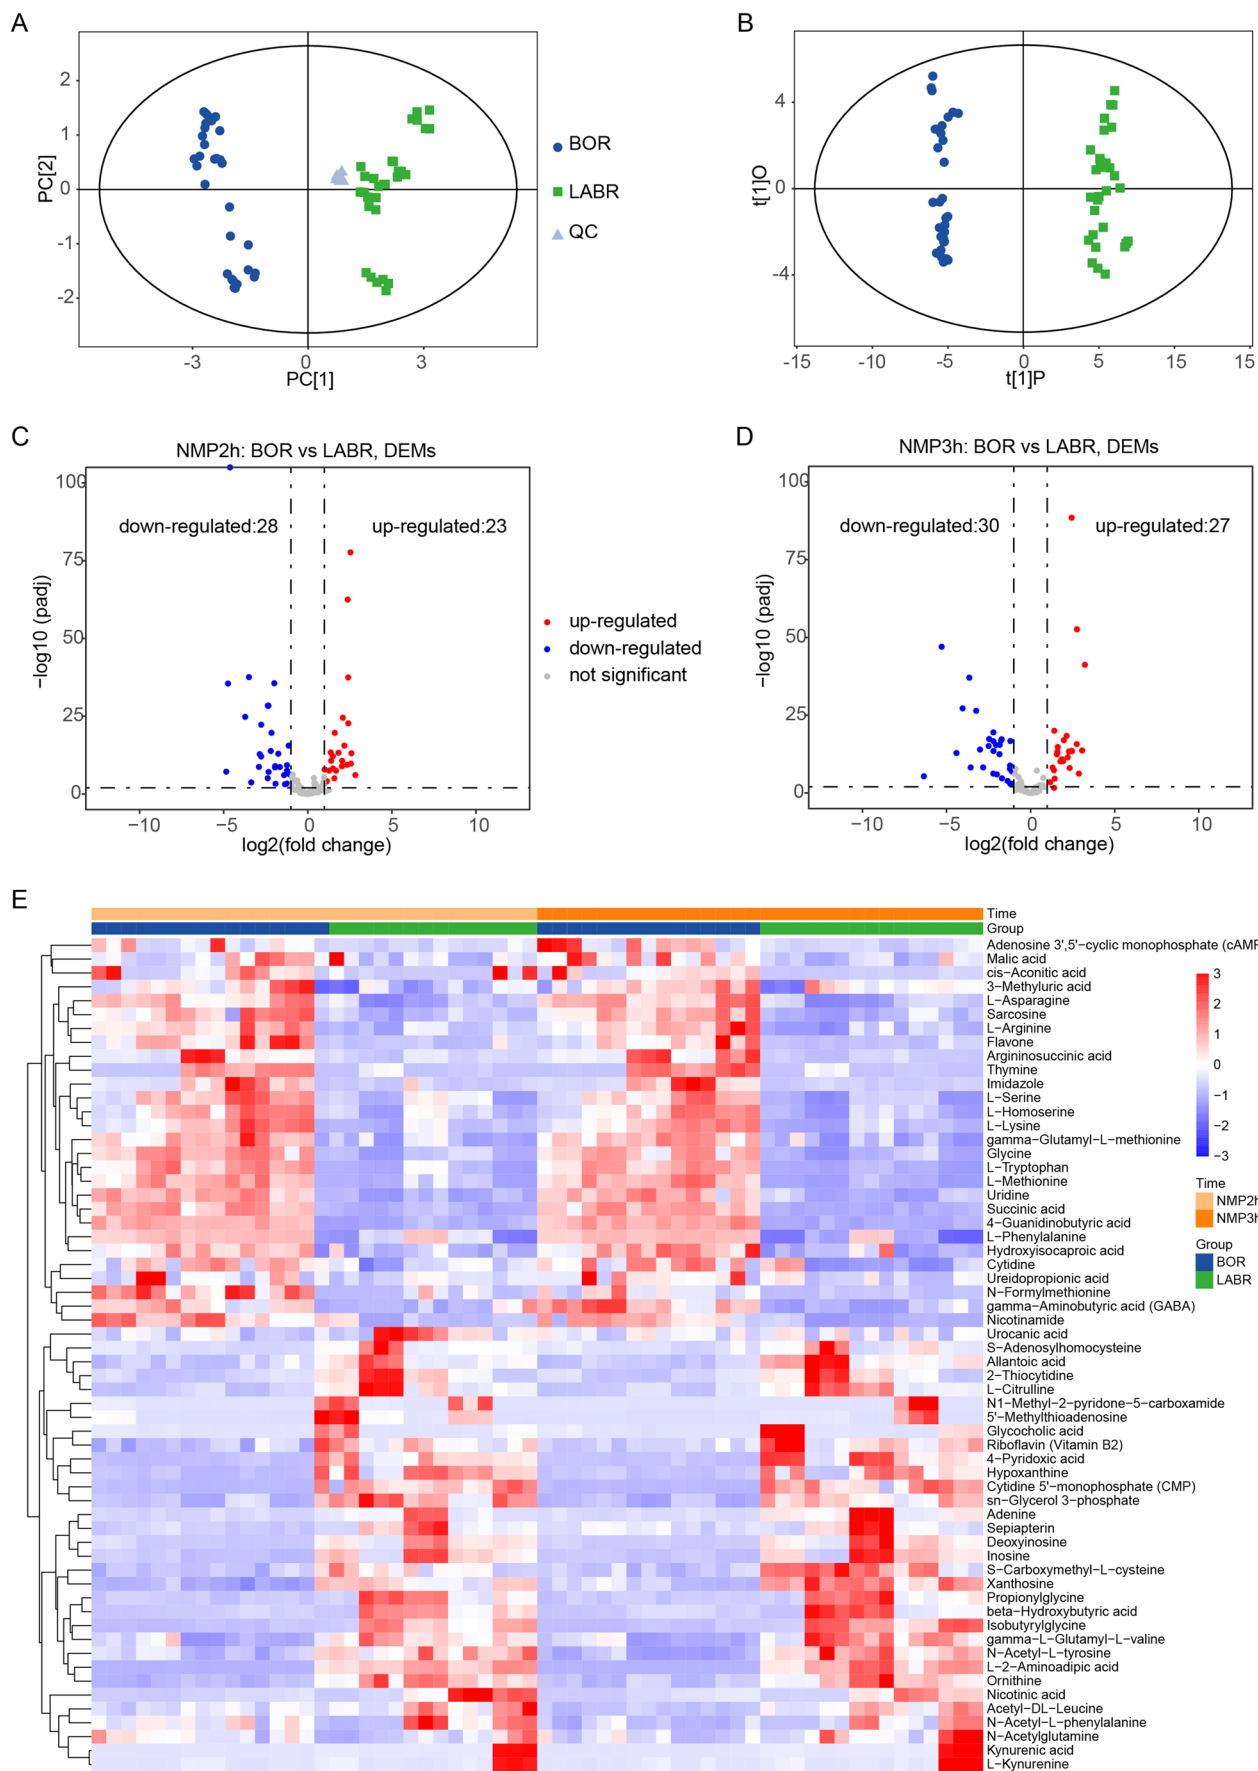 A
PC[2]
2
1
0
-1
-2
-3
0
3
PC[1]
BOR
LABR
QC
B
t[1]O
4
0
-4
-15
-10
-5
0
5
15
15
t[1]P
C
NMP2h: BOR vs LABR, DEMs
down-regulated:28
up-regulated:23
−log10 (padj)
100
75
50
25
0
−10
−5
0
5
10
log2(fold change)
up-regulated
down-regulated
not significant
D
NMP3h: BOR vs LABR, DEMs
down-regulated:30
up-regulated:27
−log10 (padj)
100
75
50
25
0
−10
−5
0
5
10
log2(fold change)
E
Time
Group
Adenosine 3',5'−cyclic monophosphate (cAMP
Malic acid
cis−Aconitic acid
3−Methyluric acid
L−Asparagine
Sarcosine
L−Arginine
Flavone
Argininosuccinic acid
Thymine
Imidazole
L−Serine
L−Homoserine
L−Lysine
gamma−Glutamyl−L−methionine
Glycine
L−Tryptophan
L−Methionine
Uridine
Succinic acid
4−Guanidinobutyric acid
L−Phenylalanine
Hydroxyisocaproic acid
Cytidine
Ureidopropionic acid
N−Formylmethionine
gamma−Aminobutyric acid (GABA)
Nicotinamide
Urocanic acid
S−Adenosylhomocysteine
Allantoic acid
2−Thiocytidine
L−Citrulline
N1−Methyl−2−pyridone−5−carboxamide
5'−Methylthioadenosine
Glycocholic acid
Riboflavin (Vitamin B2)
4−Pyridoxic acid
Hypoxanthine
Cytidine 5'−monophosphate (CMP)
sn−Glycerol 3−phosphate
Adenine
Sepiapterin
Deoxyinosine
Inosine
S−Carboxymethyl−L−cysteine
Xanthosine
Propionylglycine
beta−Hydroxybutyric acid
Isobutyrylglycine
gamma−L−Glutamyl−L−valine
N−Acetyl−L−tyrosine
L−2−Aminoadipic acid
Ornithine
Nicotinic acid
Acetyl−DL−Leucine
N−Acetyl−L−phenylalanine
N−Acetylglutamine
Kynurenic acid
L−Kynurenine
3
2
1
0
−1
−2
−3
Time
NMP2h
NMP3h
Group
BOR
LABR